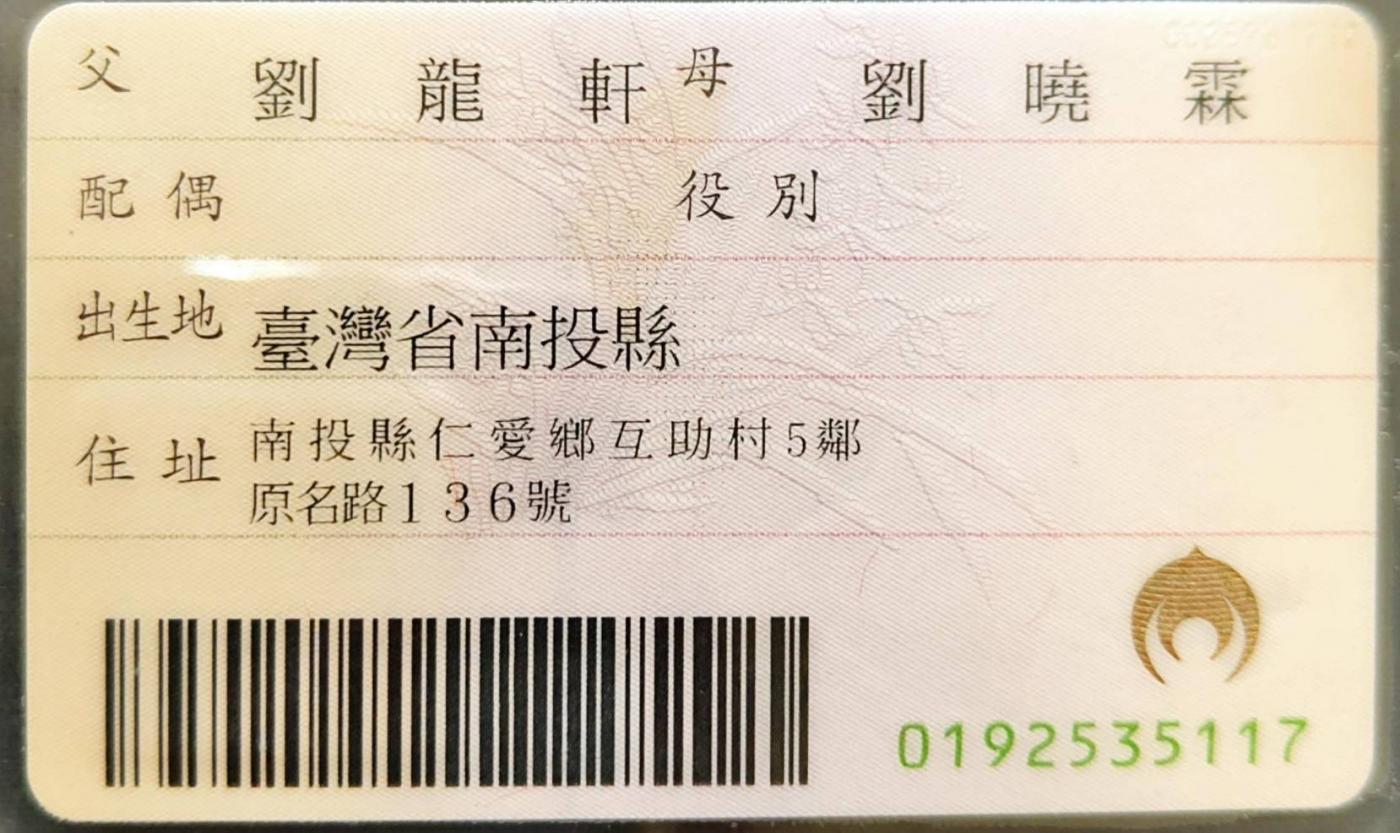 父 劉龍軒 母 劉曉霖
配偶 役別
出生地 臺灣省南投縣
住址 南投縣仁愛鄉互助村5鄰
原名路136號
0192535117